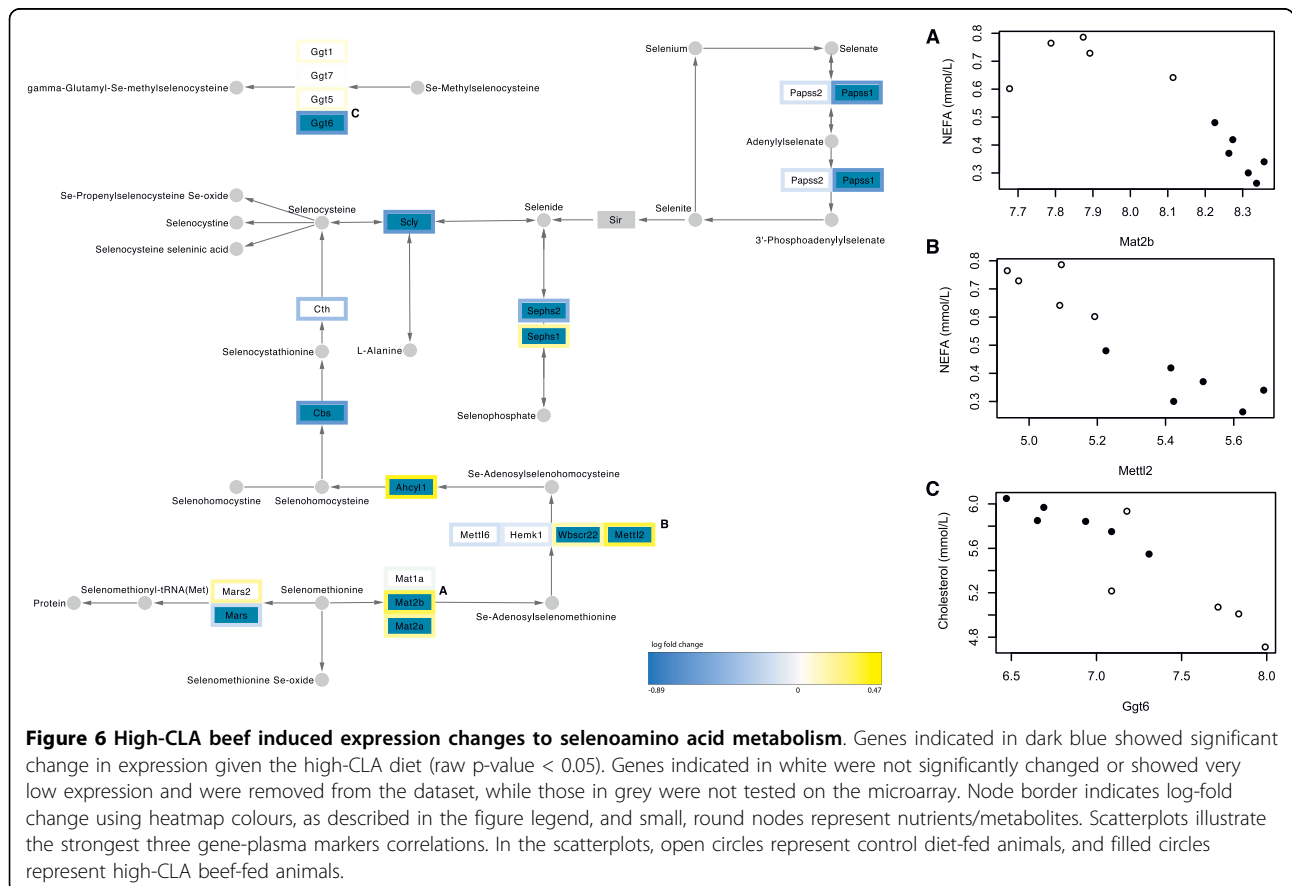 Ggt1
Ggt7
gamma-Glutamyl-Se-methylselenocysteine
Se-Methylselenocysteine
Ggt5
Ggt6
C
Selenium
Selenate
Papss2
Papss1
Adenylylselenate
Papss2
Papss1
Se-Propenylselenocysteine Se-oxide
Selenocysteine
Selenocystine
Selenocysteine seleninic acid
Scly
Selenide
Sir
Selenite
3'-Phosphoadenylylselenate
Cth
Sephs2
Sephs1
Selenocystathionine
L-Alanine
Cbs
Selenophosphate
Se-Adenosylselenohomocysteine
Ahcyl1
Selenohomocystine
Selenohomocysteine
Mettl6
Hemk1
Wbscr22
Mettl2
B
Mat1a
Selenomethionyl-tRNA(Met)
Mars2
Selenomethionine
A
Protein
Mars
Mat2b
Mat2a
Se-Adenosylselenomethionine
Selenomethionine Se-oxide
log fold change
-0.89
0
0.47
A
NEFA (mmol/L)
0.8
0.7
0.6
0.5
0.4
0.3
7.7 7.8 7.9 8.0 8.1 8.2 8.3
Mat2b
B
NEFA (mmol/L)
0.8
0.7
0.6
0.5
0.4
0.3
5.0 5.2 5.4 5.6
Mettl2
C
Cholesterol (mmol/L)
6.0
5.6
5.2
4.8
6.5 7.0 7.5 8.0
Ggt6
Figure 6 High-CLA beef induced expression changes to selenoamino acid metabolism. Genes indicated in dark blue showed significant
change in expression given the high-CLA diet (raw p-value < 0.05). Genes indicated in white were not significantly changed or showed very
low expression and were removed from the dataset, while those in grey were not tested on the microarray. Node border indicates log-fold
change using heatmap colours, as described in the figure legend, and small, round nodes represent nutrients/metabolites. Scatterplots illustrate
the strongest three gene-plasma markers correlations. In the scatterplots, open circles represent control diet-fed animals, and filled circles
represent high-CLA beef-fed animals.